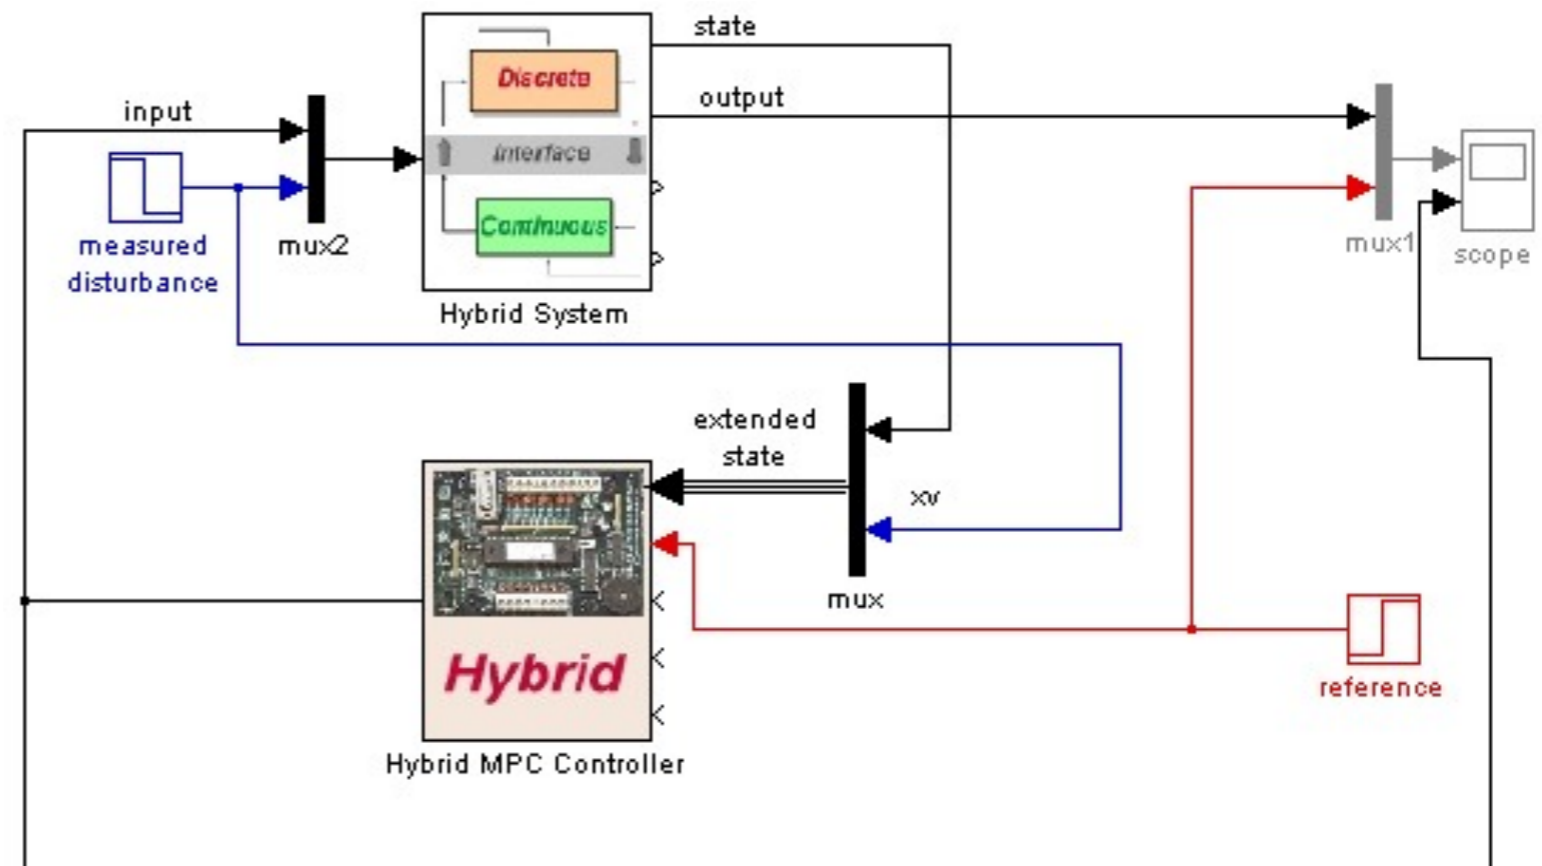 state
input
output
Discrete
Interface
Continuous
measured
disturbance
mux2
mux1
scope
Hybrid System
extended
state
xv
mux
Hybrid
reference
Hybrid MPC Controller